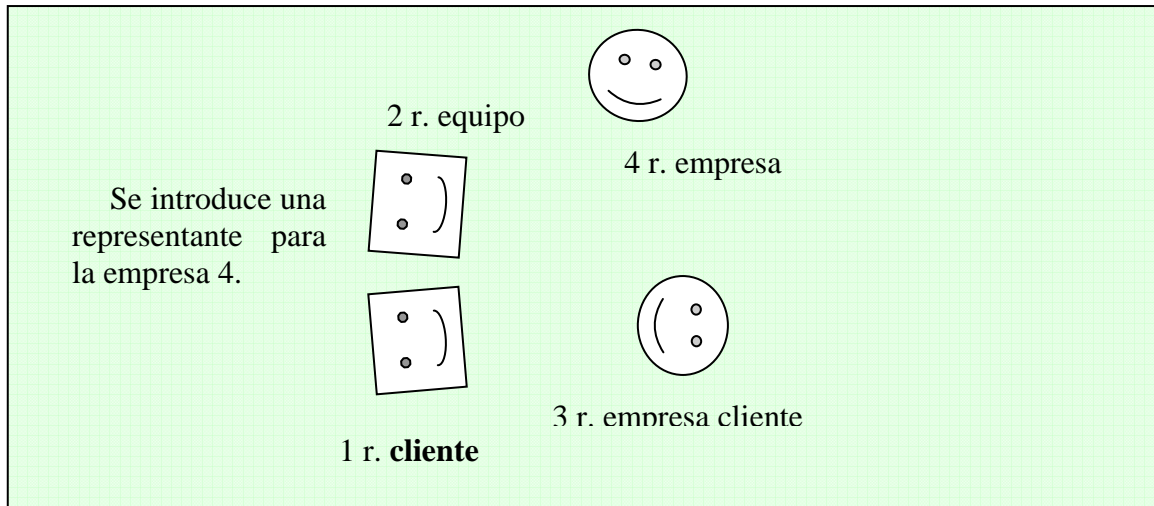 2 r. equipo
4 r. empresa
Se introduce una
representante para
la empresa 4.
3 r. empresa cliente
1 r. cliente